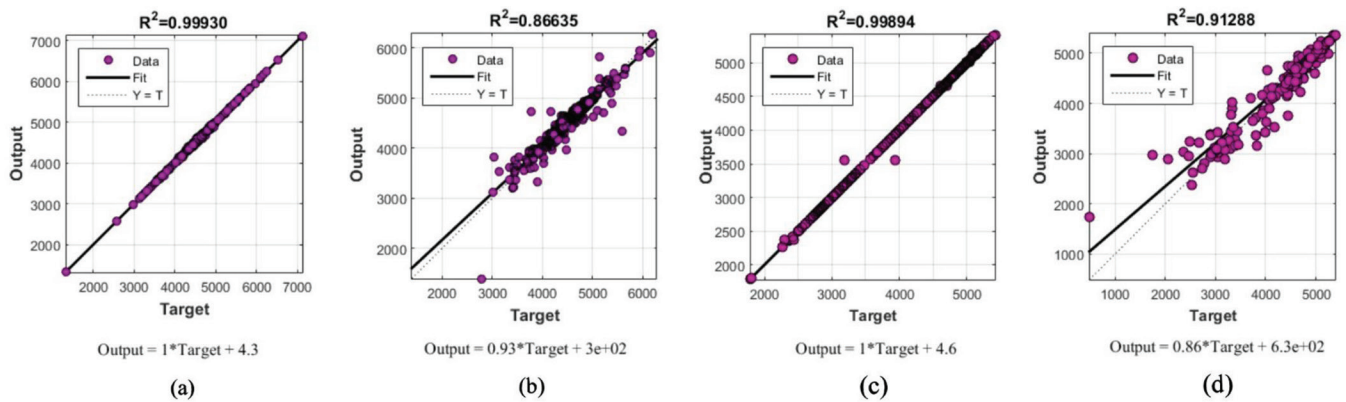 R²=0.99930
7000
6000
5000
4000
3000
2000
Output
Data
Fit
Y = T
2000 3000 4000 5000 6000 7000
Target
Output = 1*Target + 4.3
(a)
R²=0.86635
6000
5000
4000
3000
2000
Output
Data
Fit
Y = T
2000 3000 4000 5000 6000
Target
Output = 0.93*Target + 3e+02
(b)
R²=0.99894
5000
4500
4000
3500
3000
2500
2000
Output
Data
Fit
Y = T
2000 3000 4000 5000
Target
Output = 1*Target + 4.6
(c)
R²=0.91288
5000
4000
3000
2000
1000
Output
Data
Fit
Y = T
1000 2000 3000 4000 5000
Target
Output = 0.86*Target + 6.3e+02
(d)